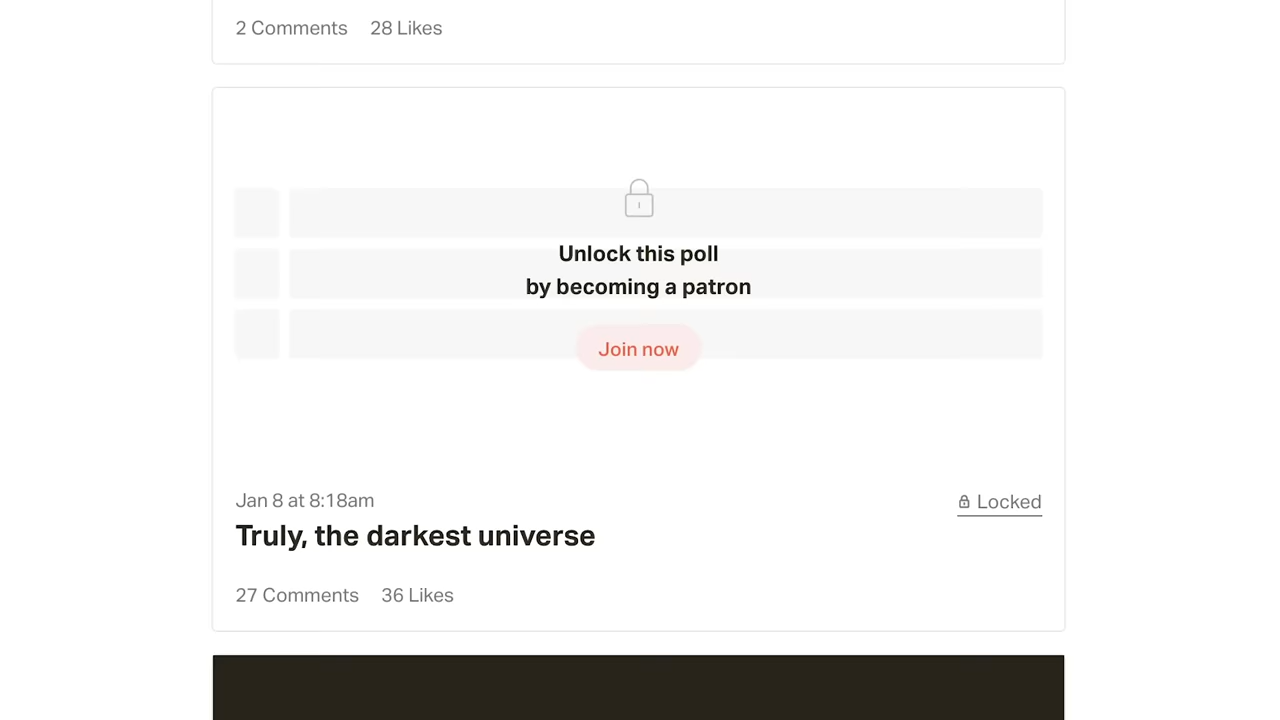 2 Comments 28 Likes
Unlock this poll
by becoming a patron
Join now
Jan 8 at 8:18am
Locked
Truly, the darkest universe
27 Comments 36 Likes